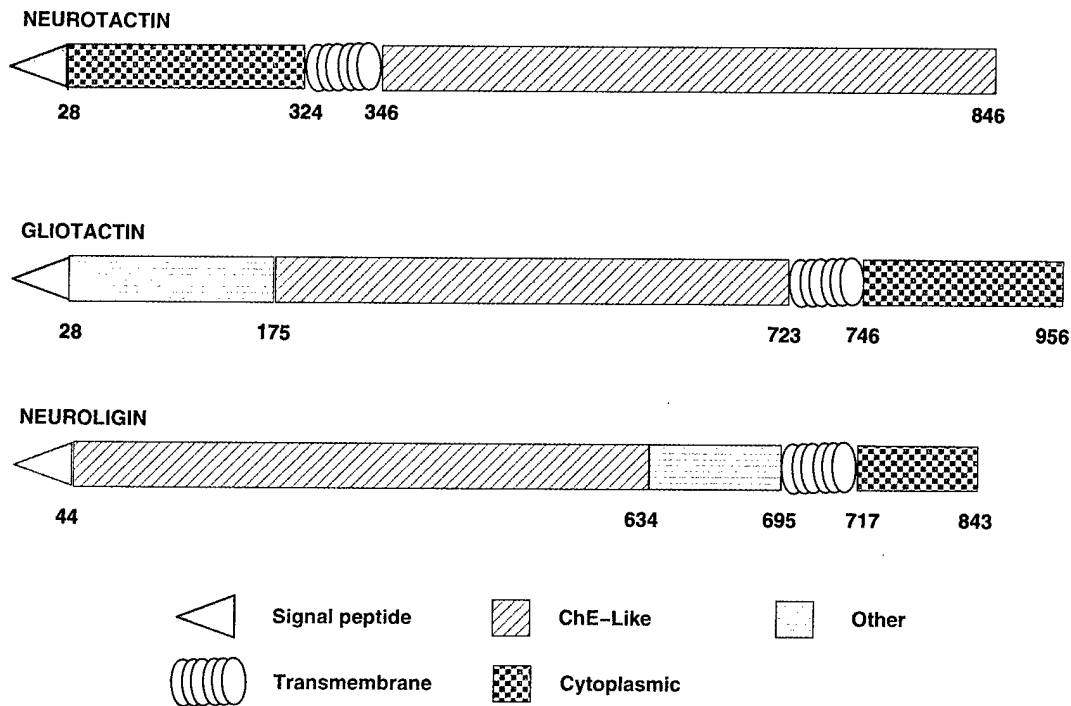 NEUROTACTIN
28 324 346 846
GLIOTACTIN
28 175 723 746 956
NEUROLIGIN
44 634 695 717 843
Signal peptide ChE-Like Other
Transmembrane Cytoplasmic